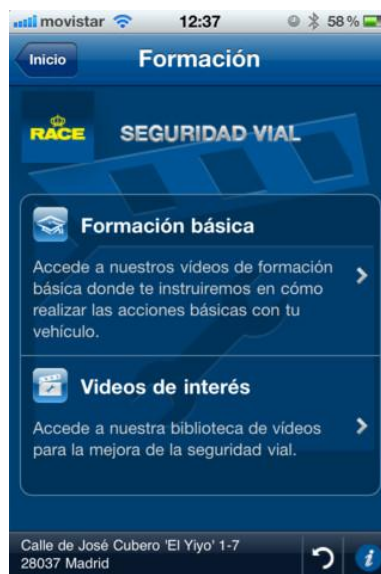 movistar 12:37 58 %
Inicio Formación
RACE SEGURIDAD VIAL
Formación básica
Accede a nuestros vídeos de formación
básica donde te instruiremos en cómo
realizar las acciones básicas con tu
vehículo.
Videos de interés
Accede a nuestra biblioteca de vídeos
para la mejora de la seguridad vial.
Calle de José Cubero 'El Yiyo' 1-7
28037 Madrid
i